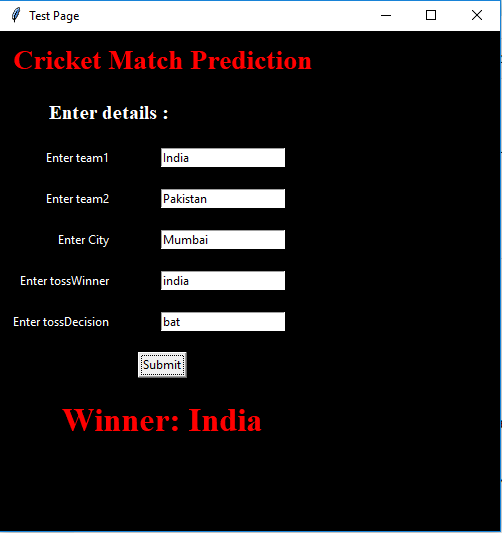 Test Page
Cricket Match Prediction
Enter details :
Enter team1 India
Enter team2 Pakistan
Enter City Mumbai
Enter tossWinner india
Enter tossDecision bat
Submit
Winner: India